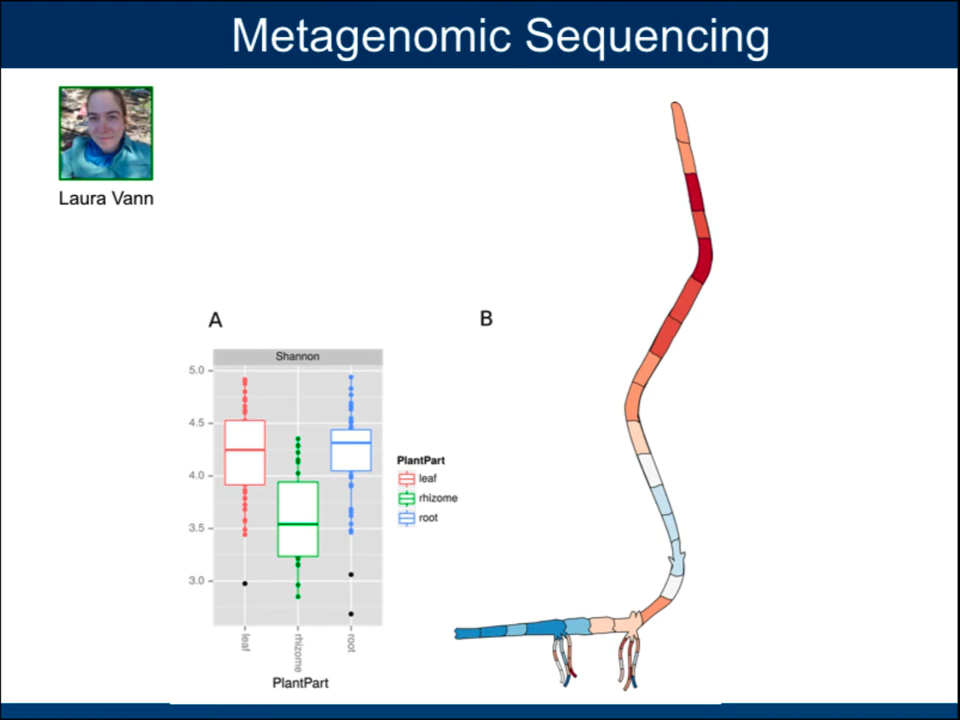 Metagenomic Sequencing
Laura Vann
A
B
Shannon
5.0
4.5
4.0
3.5
3.0
leaf
rhizome
root
PlantPart
PlantPart
leaf
rhizome
root